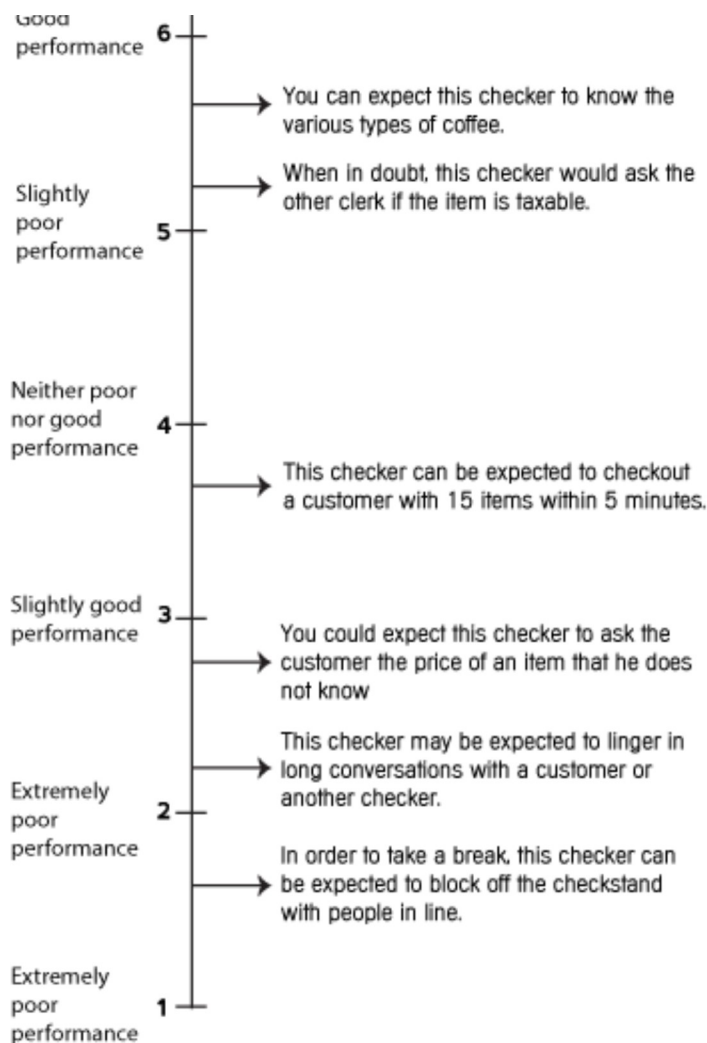 Good
performance
6
You can expect this checker to know the
various types of coffee.
When in doubt, this checker would ask the
other clerk if the item is taxable.
Slightly
poor
performance
5
Neither poor
nor good
performance
4
This checker can be expected to checkout
a customer with 15 items within 5 minutes.
Slightly good
performance
3
You could expect this checker to ask the
customer the price of an item that he does
not know
This checker may be expected to linger in
long conversations with a customer or
another checker.
Extremely
poor
performance
2
In order to take a break, this checker can
be expected to block off the checkstand
with people in line.
Extremely
poor
performance
1